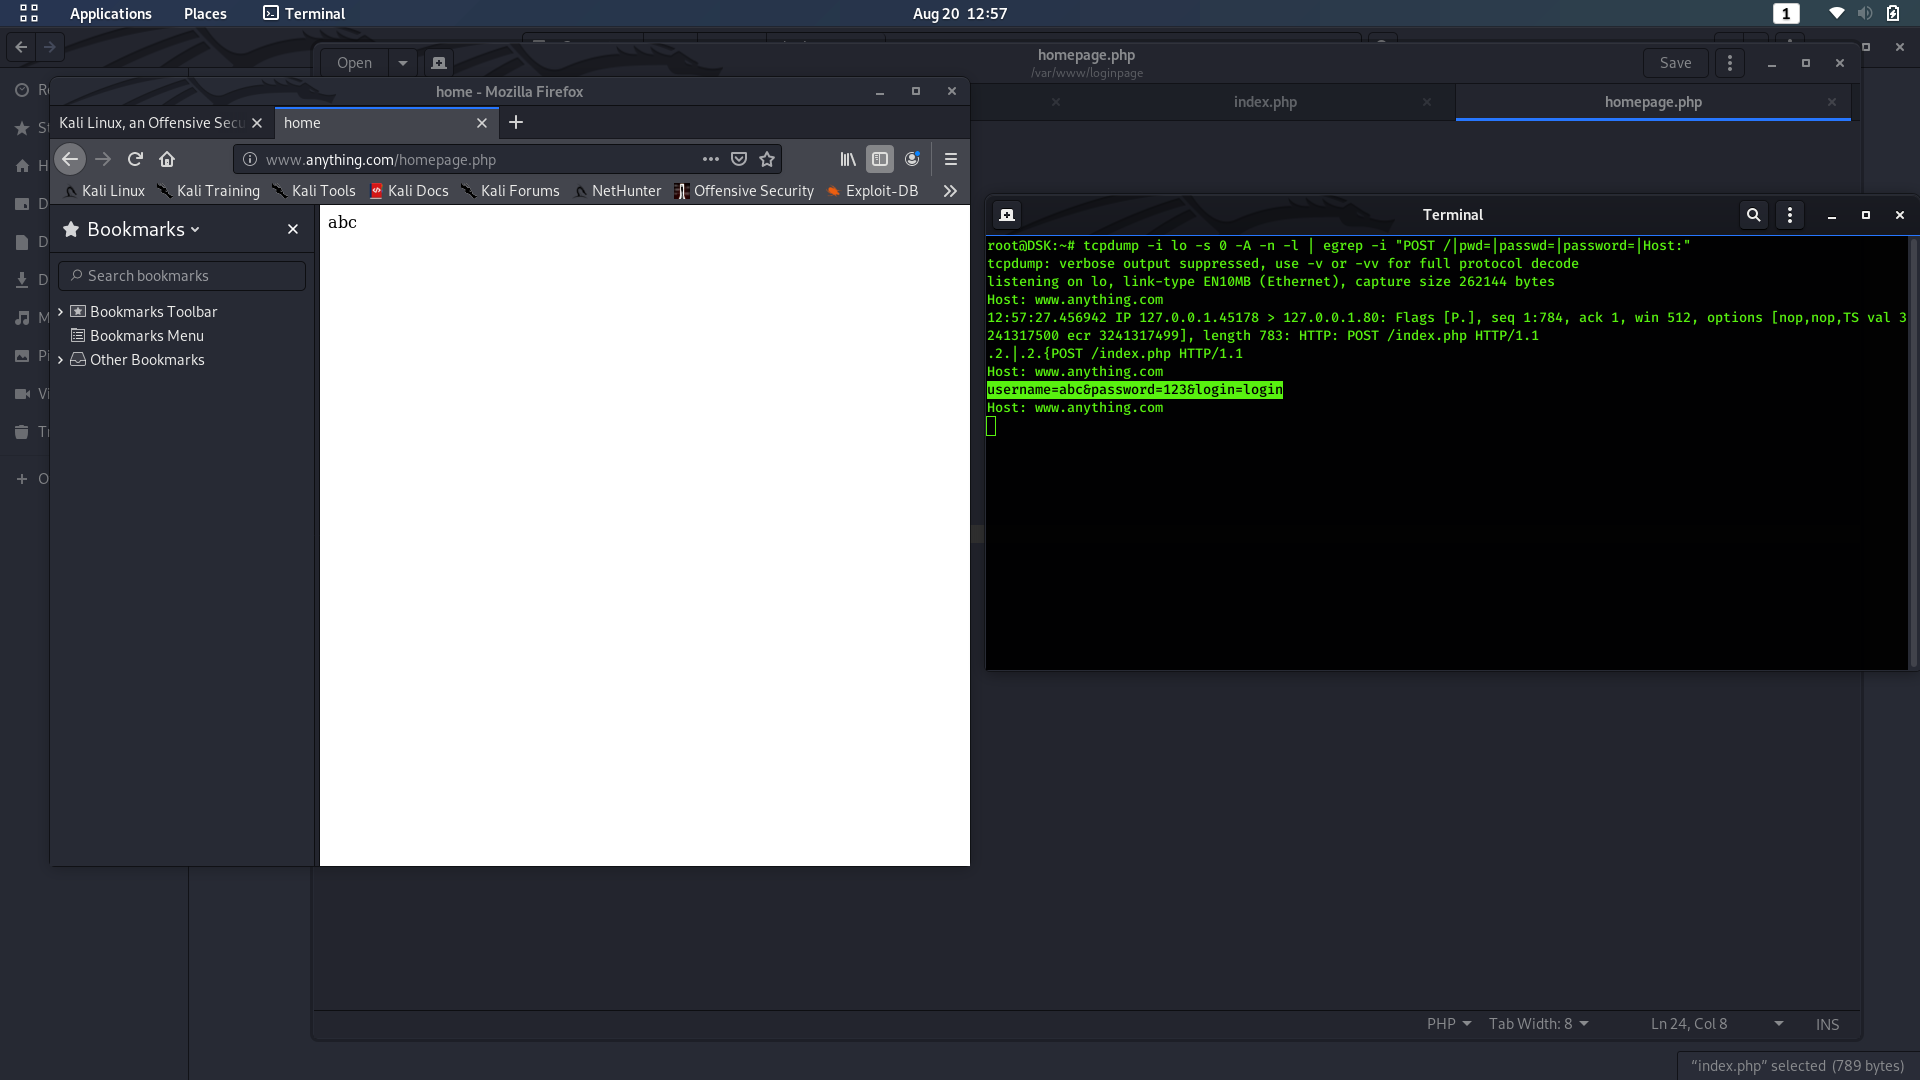 Applications Places Terminal Aug 20 12:57 1
Open homepage.php Save
/var/www/loginpage
home - Mozilla Firefox
index.php homepage.php
Kali Linux, an Offensive Secu home
www.anything.com/homepage.php
Kali Linux Kali Training Kali Tools Kali Docs Kali Forums NetHunter Offensive Security Exploit-DB
Bookmarks
Search bookmarks
Bookmarks Toolbar
Bookmarks Menu
Other Bookmarks
abc
Terminal
root@DSK:~# tcpdump -i lo -s 0 -A -n -l | egrep -i "POST /|pwd=|passwd=|password=|Host:"
tcpdump: verbose output suppressed, use -v or -vv for full protocol decode
listening on lo, link-type EN10MB (Ethernet), capture size 262144 bytes
Host: www.anything.com
12:57:27.456942 IP 127.0.0.1.45178 > 127.0.0.1.80: Flags [P.], seq 1:784, ack 1, win 512, options [nop,nop,TS val 3
241317500 ecr 3241317499], length 783: HTTP: POST /index.php HTTP/1.1
.2.|.2.{POST /index.php HTTP/1.1
Host: www.anything.com
username=abc&password=123&login=login
Host: www.anything.com
PHP Tab Width: 8 Ln 24, Col 8 INS
"index.php" selected (789 bytes)